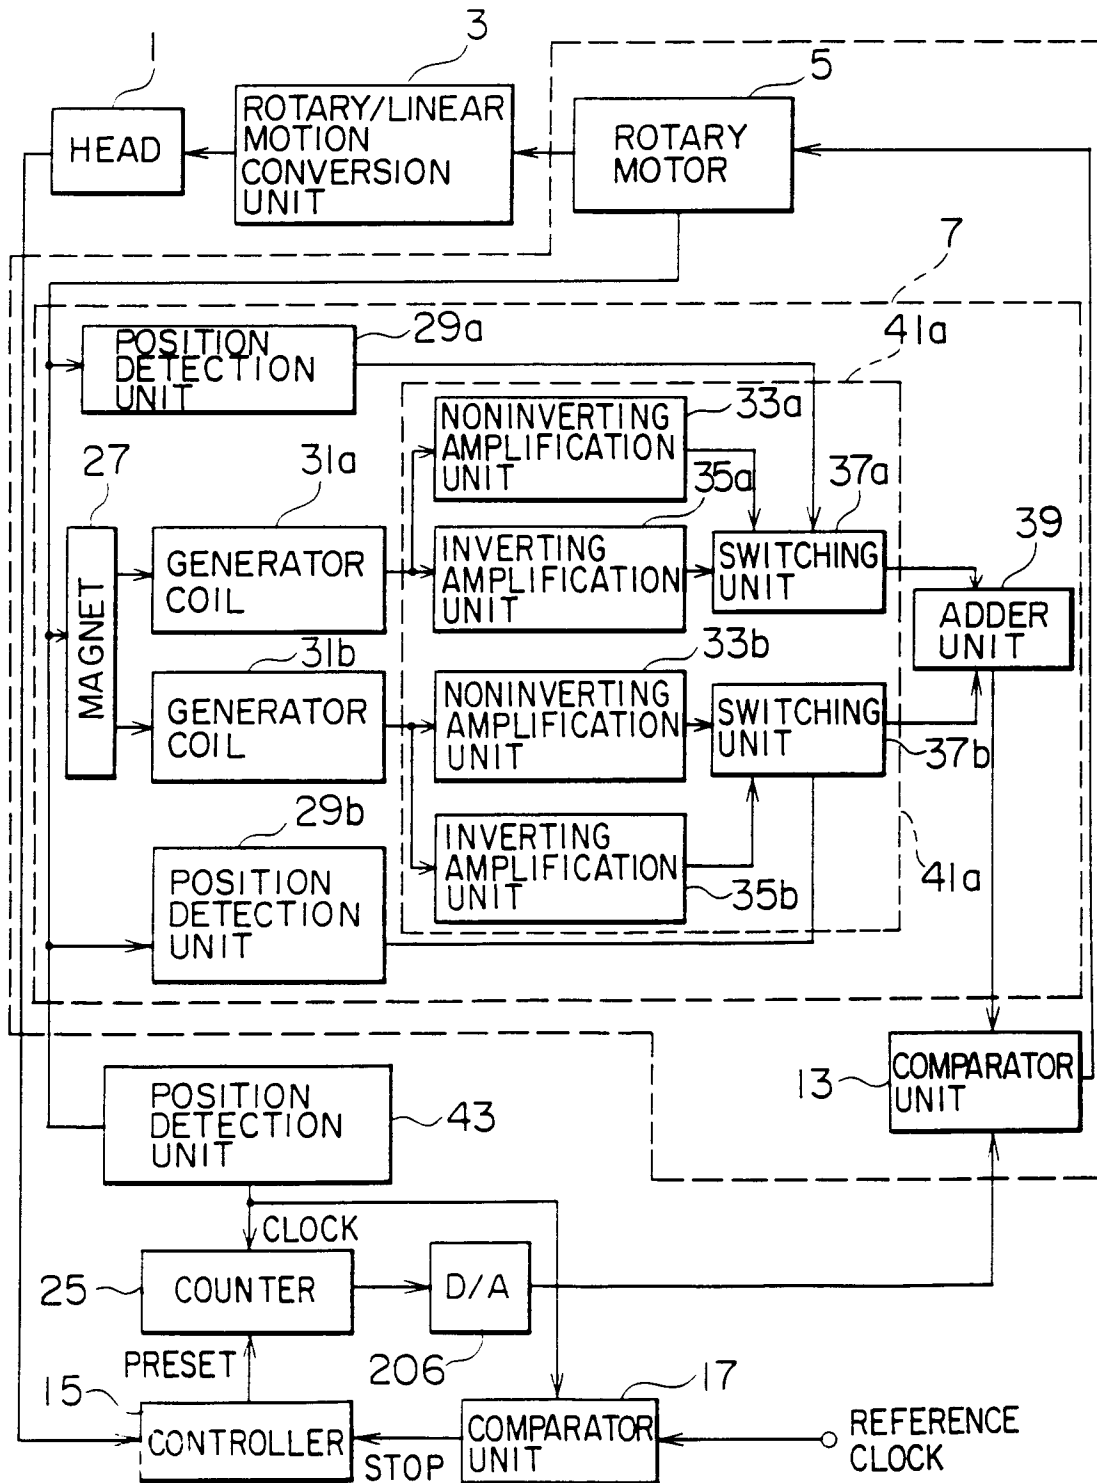 1
3
5
HEAD
ROTARY/LINEAR
MOTION
CONVERSION
UNIT
ROTARY
MOTOR
7
29a
41a
POSITION
DETECTION
UNIT
33a
NONINVERTING
AMPLIFICATION
UNIT
27
31a
35a
37a
39
MAGNET
GENERATOR
COIL
INVERTING
AMPLIFICATION
UNIT
SWITCHING
UNIT
ADDER
UNIT
31b
33b
GENERATOR
COIL
NONINVERTING
AMPLIFICATION
UNIT
SWITCHING
UNIT
37b
29b
POSITION
DETECTION
UNIT
INVERTING
AMPLIFICATION
UNIT
35b
41a
13
COMPARATOR
UNIT
POSITION
DETECTION
UNIT
43
CLOCK
25
COUNTER
D/A
206
PRESET
15
17
CONTROLLER
STOP
COMPARATOR
UNIT
REFERENCE
CLOCK